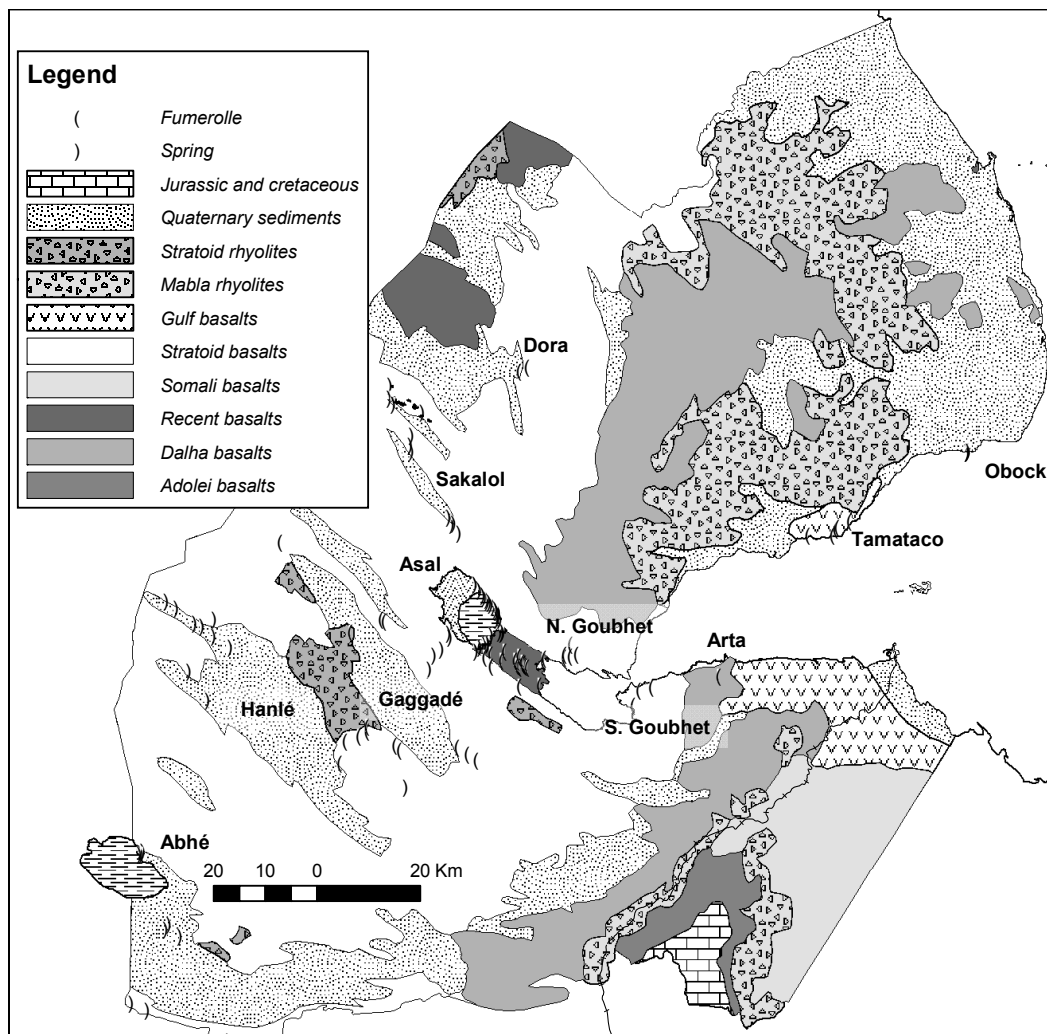 Legend
( Fumerolle
) Spring
Jurassic and cretaceous
Quaternary sediments
Stratoid rhyolites
Mabla rhyolites
Gulf basalts
Stratoid basalts
Somali basalts
Recent basalts
Dalha basalts
Adolei basalts
Dora
Sakalol
Obock
Tamataco
Asal
N. Goubhet
Arta
Hanlé
Gaggadé
S. Goubhet
Abhé
20 10 0 20 Km